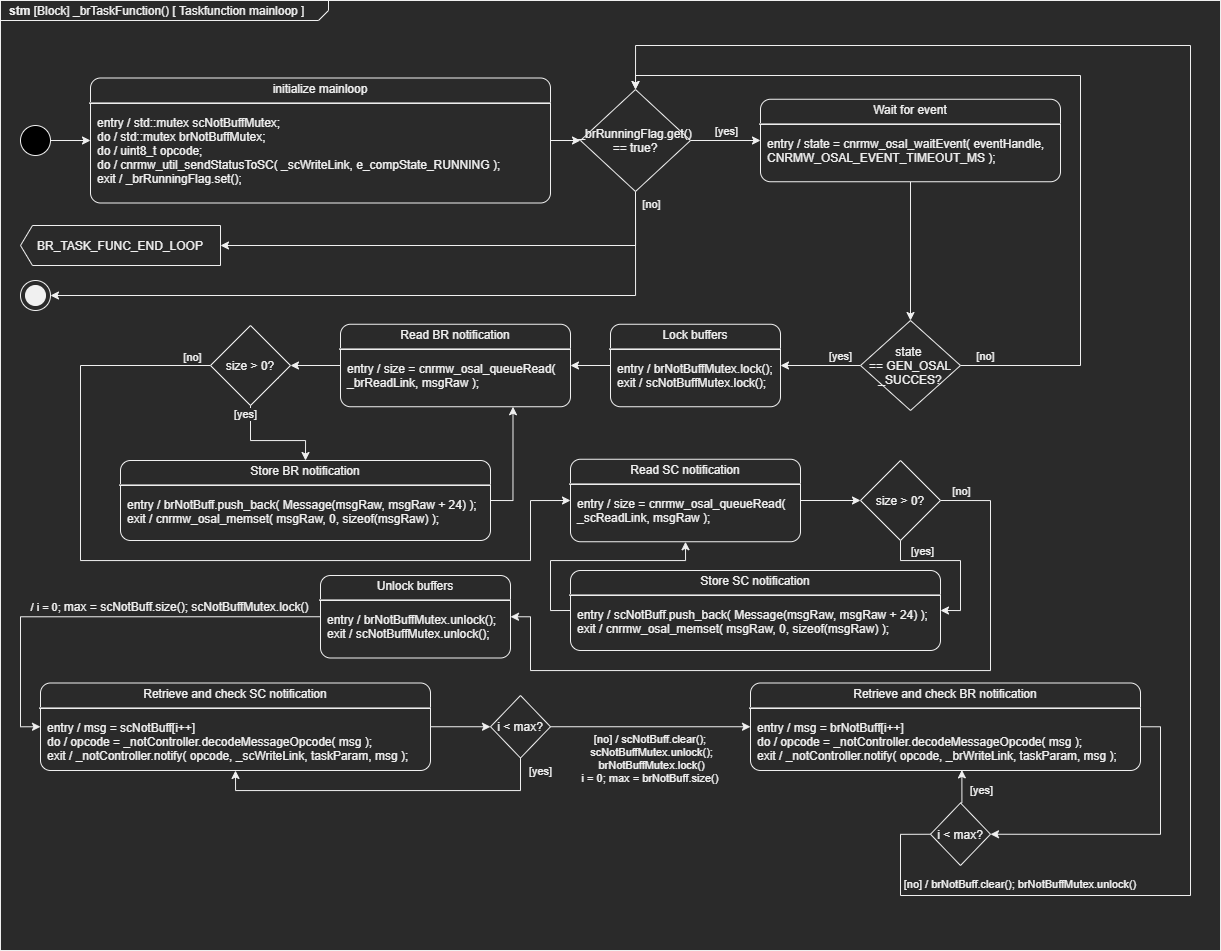 stm [Block] _brTaskFunction() [ Taskfunction mainloop ]
initialize mainloop
entry / std::mutex scNotBuffMutex;
do / std::mutex brNotBuffMutex;
do / uint8_t opcode;
do / cnrmw_util_sendStatusToSC( _scWriteLink, e_compState_RUNNING );
exit / _brRunningFlag.set();
_brRunningFlag.get()
== true?
[yes]
[no]
Wait for event
entry / state = cnrmw_osal_waitEvent( eventHandle,
CNRMW_OSAL_EVENT_TIMEOUT_MS );
BR_TASK_FUNC_END_LOOP
state
== GEN_OSAL
_SUCCES?
[yes]
[no]
Lock buffers
entry / brNotBuffMutex.lock();
exit / scNotBuffMutex.lock();
Read BR notification
entry / size = cnrmw_osal_queueRead(
_brReadLink, msgRaw );
size > 0?
[no]
[yes]
Store BR notification
entry / brNotBuff.push_back( Message(msgRaw, msgRaw + 24) );
exit / cnrmw_osal_memset( msgRaw, 0, sizeof(msgRaw) );
Read SC notification
entry / size = cnrmw_osal_queueRead(
_scReadLink, msgRaw );
size > 0?
[no]
[yes]
Store SC notification
entry / scNotBuff.push_back( Message(msgRaw, msgRaw + 24) );
exit / cnrmw_osal_memset( msgRaw, 0, sizeof(msgRaw) );
Unlock buffers
entry / brNotBuffMutex.unlock();
exit / scNotBuffMutex.unlock();
/ i = 0; max = scNotBuff.size(); scNotBuffMutex.lock()
Retrieve and check SC notification
entry / msg = scNotBuff[i++]
do / opcode = _notController.decodeMessageOpcode( msg );
exit / _notController.notify( opcode, _scWriteLink, taskParam, msg );
i < max?
[yes]
[no] / scNotBuff.clear();
scNotBuffMutex.unlock();
brNotBuffMutex.lock()
i = 0; max = brNotBuff.size()
Retrieve and check BR notification
entry / msg = brNotBuff[i++]
do / opcode = _notController.decodeMessageOpcode( msg );
exit / _notController.notify( opcode, _brWriteLink, taskParam, msg );
[yes]
i < max?
[no] / brNotBuff.clear(); brNotBuffMutex.unlock()